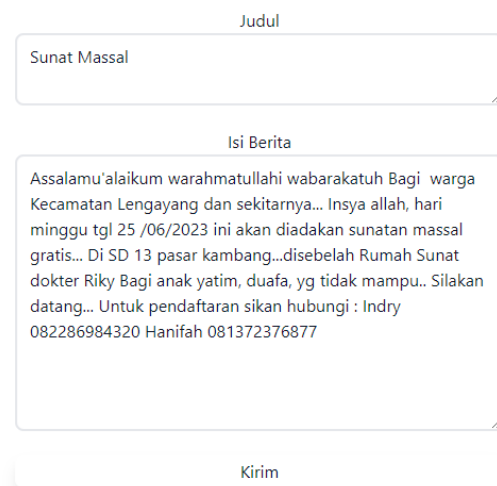 Judul
Sunat Massal
Isi Berita
Assalamu'alaikum warahmatullahi wabarakatuh Bagi  warga
Kecamatan Lengayang dan sekitarnya... Insya allah, hari
minggu tgl 25 /06/2023 ini akan diadakan sunatan massal
gratis... Di SD 13 pasar kambang...disebelah Rumah Sunat
dokter Riky Bagi anak yatim, duafa, yg tidak mampu.. Silakan
datang... Untuk pendaftaran sikan hubungi : Indry
082286984320 Hanifah 081372376877
Kirim